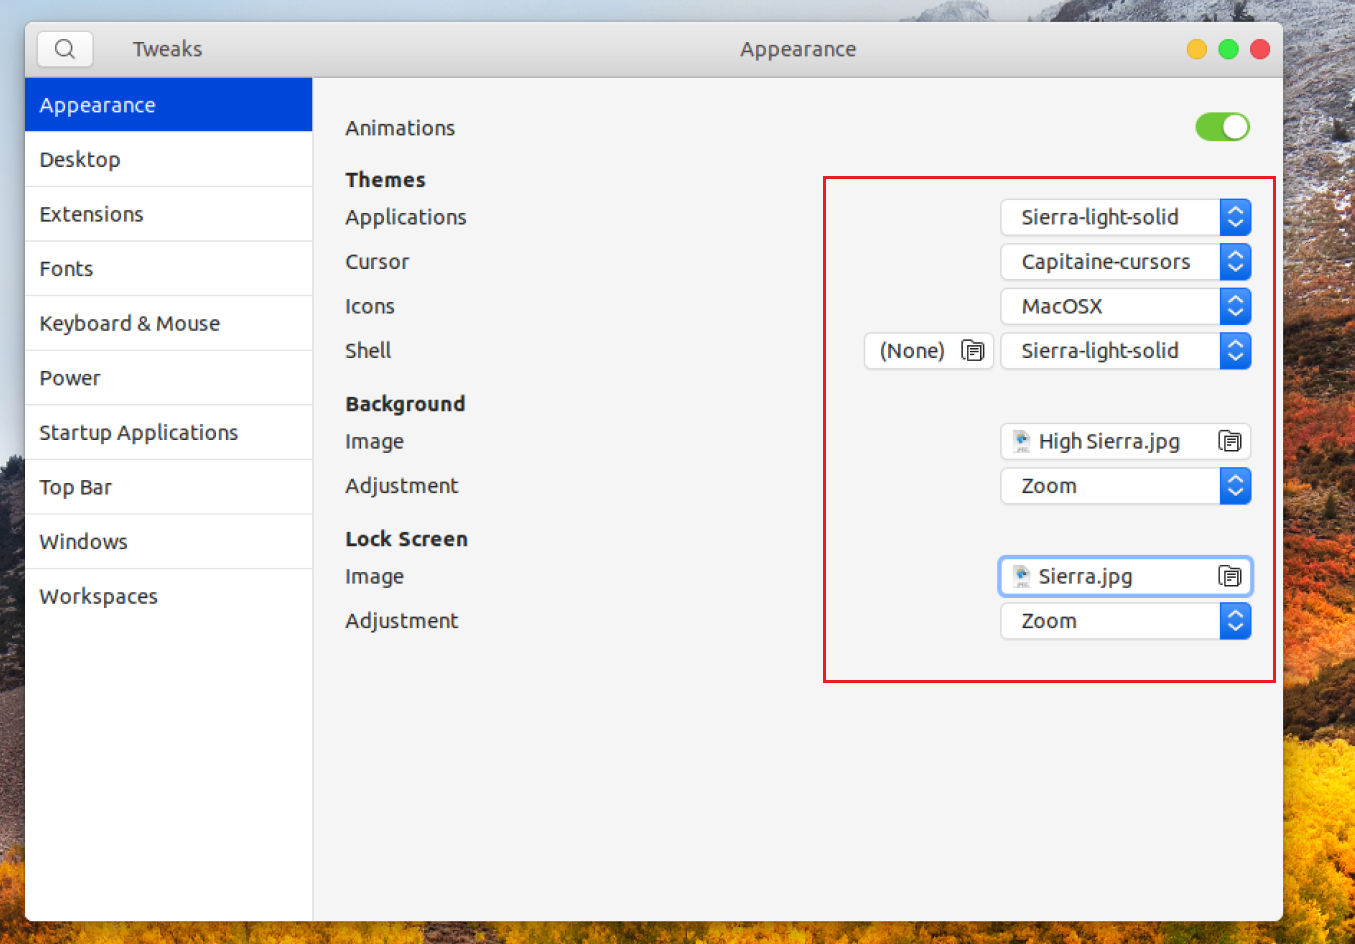 Tweaks
Appearance
Appearance
Desktop
Extensions
Fonts
Keyboard & Mouse
Power
Startup Applications
Top Bar
Windows
Workspaces
Animations
Themes
Applications Sierra-light-solid
Cursor Capitaine-cursors
Icons MacOSX
Shell (None) Sierra-light-solid
Background
Image High Sierra.jpg
Adjustment Zoom
Lock Screen
Image Sierra.jpg
Adjustment Zoom